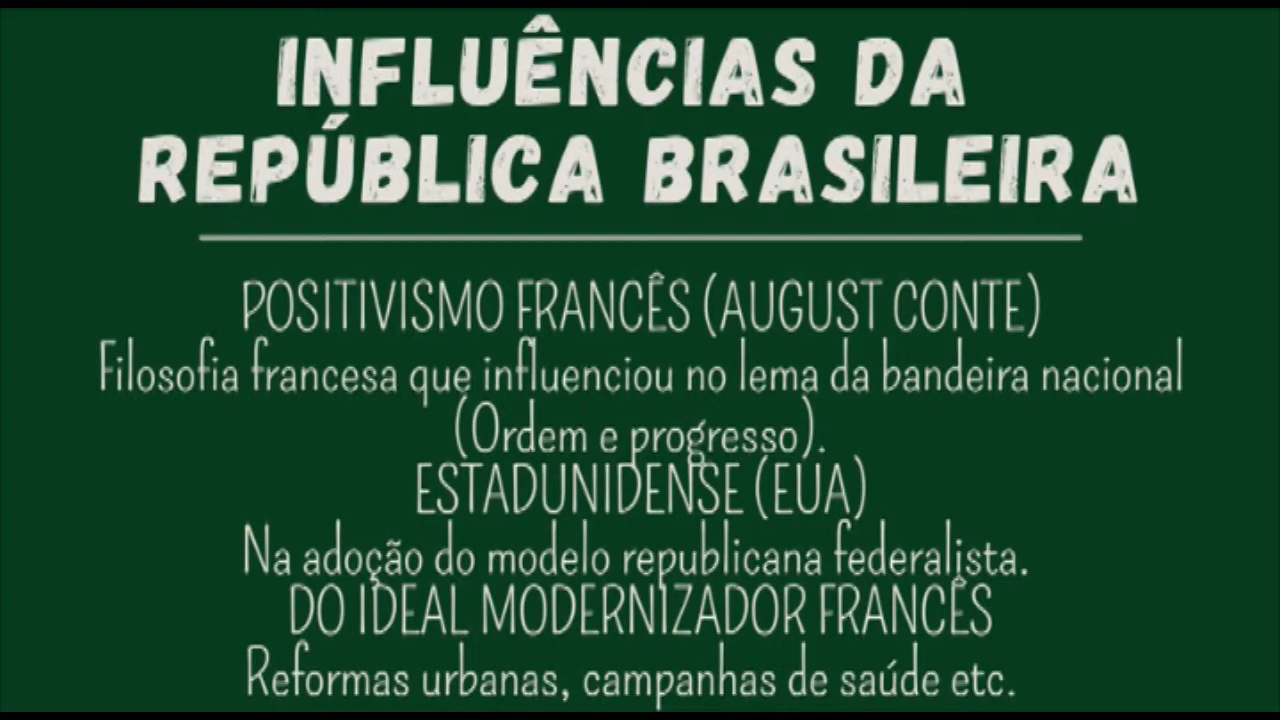 INFLUÊNCIAS DA
REPÚBLICA BRASILEIRA
POSITIVISMO FRANCÊS (AUGUST CONTE)
Filosofia francesa que influenciou no lema da bandeira nacional
(Ordem e progresso).
ESTADUNIDENSE (EUA)
Na adoção do modelo republicana federalista.
DO IDEAL MODERNIZADOR FRANCÊS
Reformas urbanas, campanhas de saúde etc.